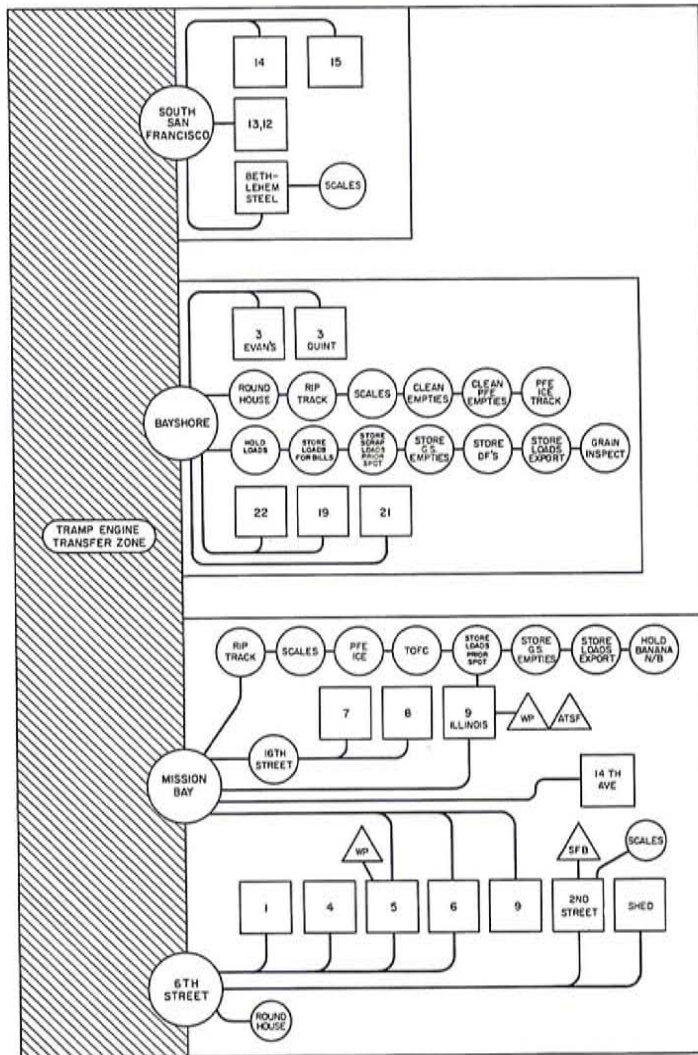 14
15
SOUTH
SAN
FRANCISCO
13,12
BETH-
LEHEM
STEEL
SCALES
3
EVAN'S
3
QUINT
BAYSHORE
ROUND
HOUSE
RIP
TRACK
SCALES
CLEAN
EMPTIES
CLEAN
PFE
EMPTIES
PFE
ICE
TRACK
HOLD
LOADS
STORE
LOADS
FOR BILLS
STORE
SCRAP
LOADS
PRIOR
SPOT
STORE
G.S.
EMPTIES
STORE
DF'S
STORE
LOADS
EXPORT
GRAIN
INSPECT
22
19
21
TRAMP ENGINE
TRANSFER ZONE
RIP
TRACK
SCALES
PFE
ICE
TOFC
STORE
LOADS
PRIOR
SPOT
STORE
G.S.
EMPTIES
STORE
LOADS
EXPORT
HOLD
BANANA
N/B
7
8
9
ILLINOIS
WP
ATSF
16TH
STREET
MISSION
BAY
14 TH
AVE
WP
SFB
SCALES
1
4
5
6
9
2ND
STREET
SHED
6TH
STREET
ROUND
HOUSE